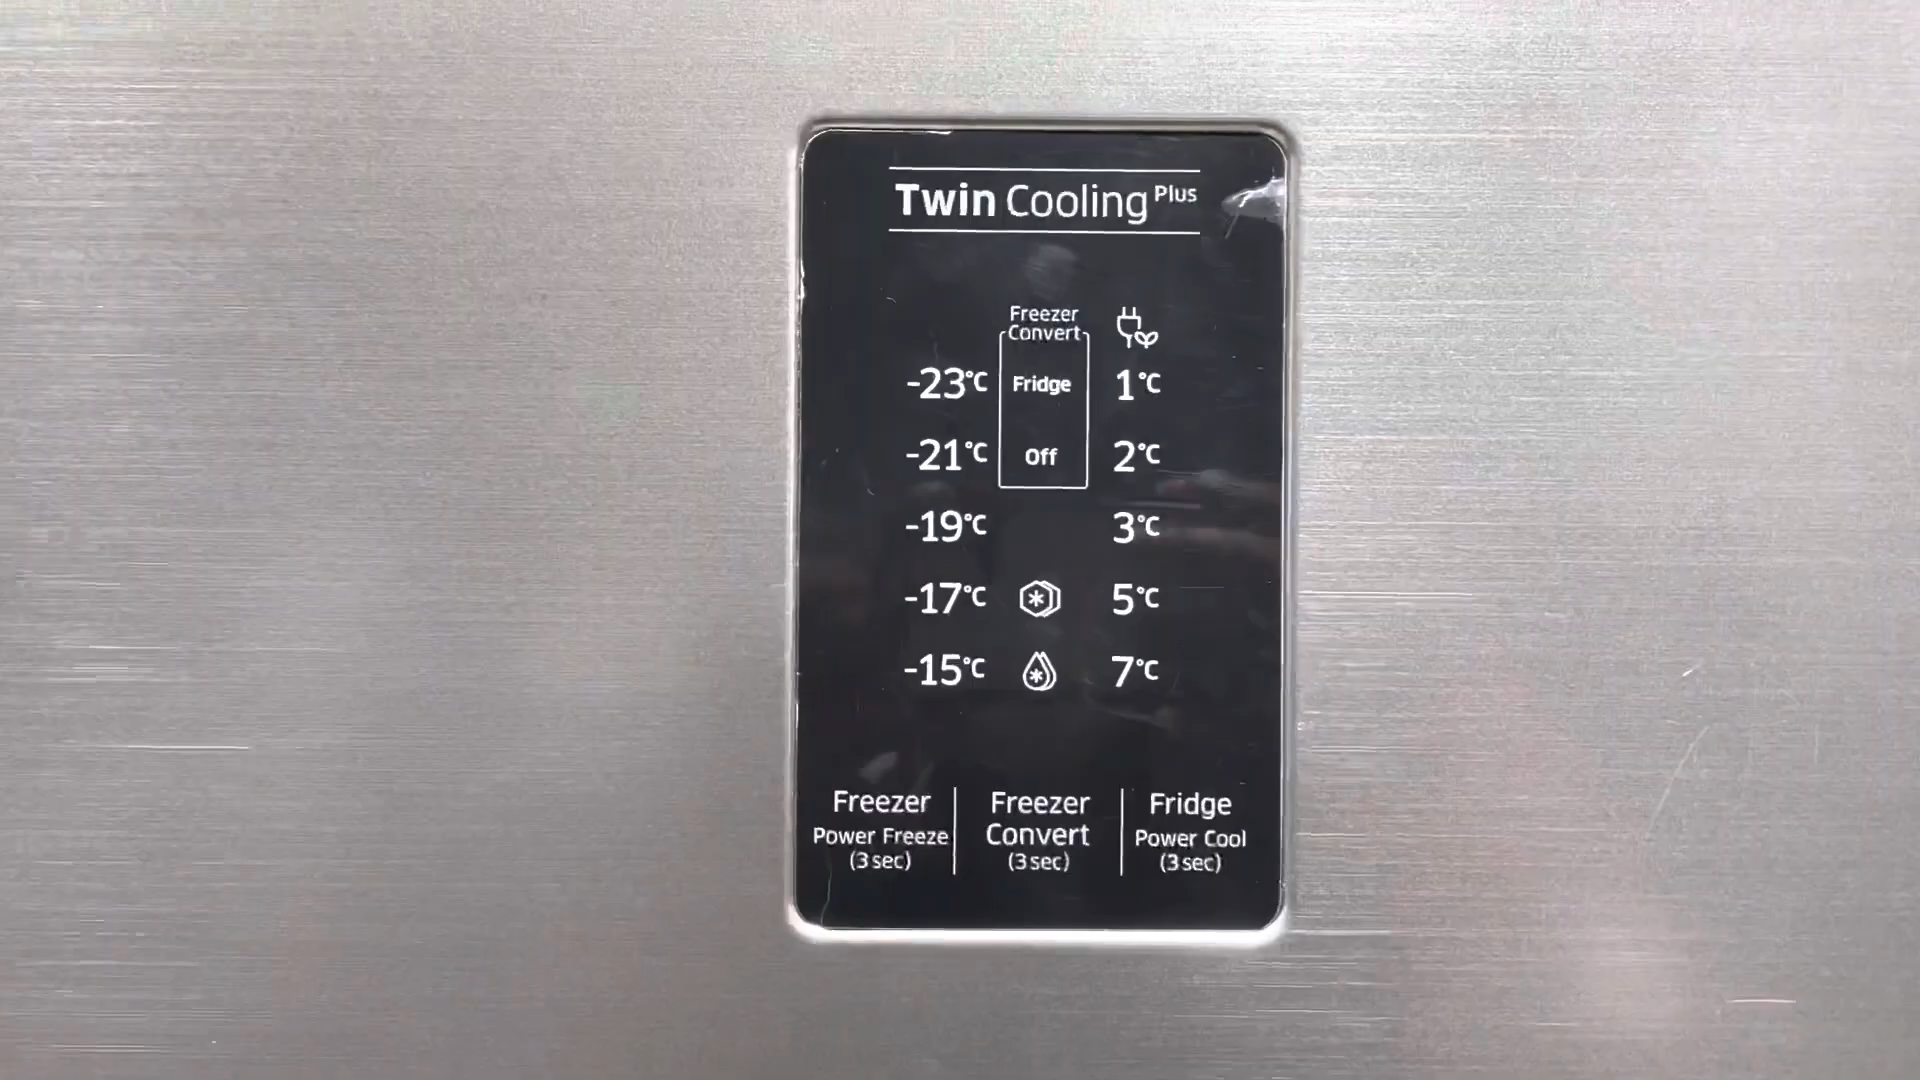 Twin Cooling Plus
Freezer
Convert
-23°C Fridge 1°C
-21°C Off 2°C
-19°C 3°C
-17°C 5°C
-15°C 7°C
Freezer
Power Freeze
(3 sec)
Freezer
Convert
(3 sec)
Fridge
Power Cool
(3 sec)